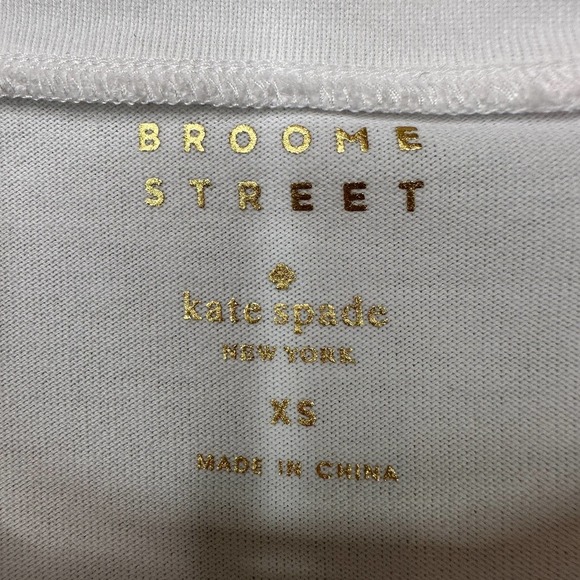 BROOME
STREET
kate spade
NEW YORK
XS
MADE IN CHINA